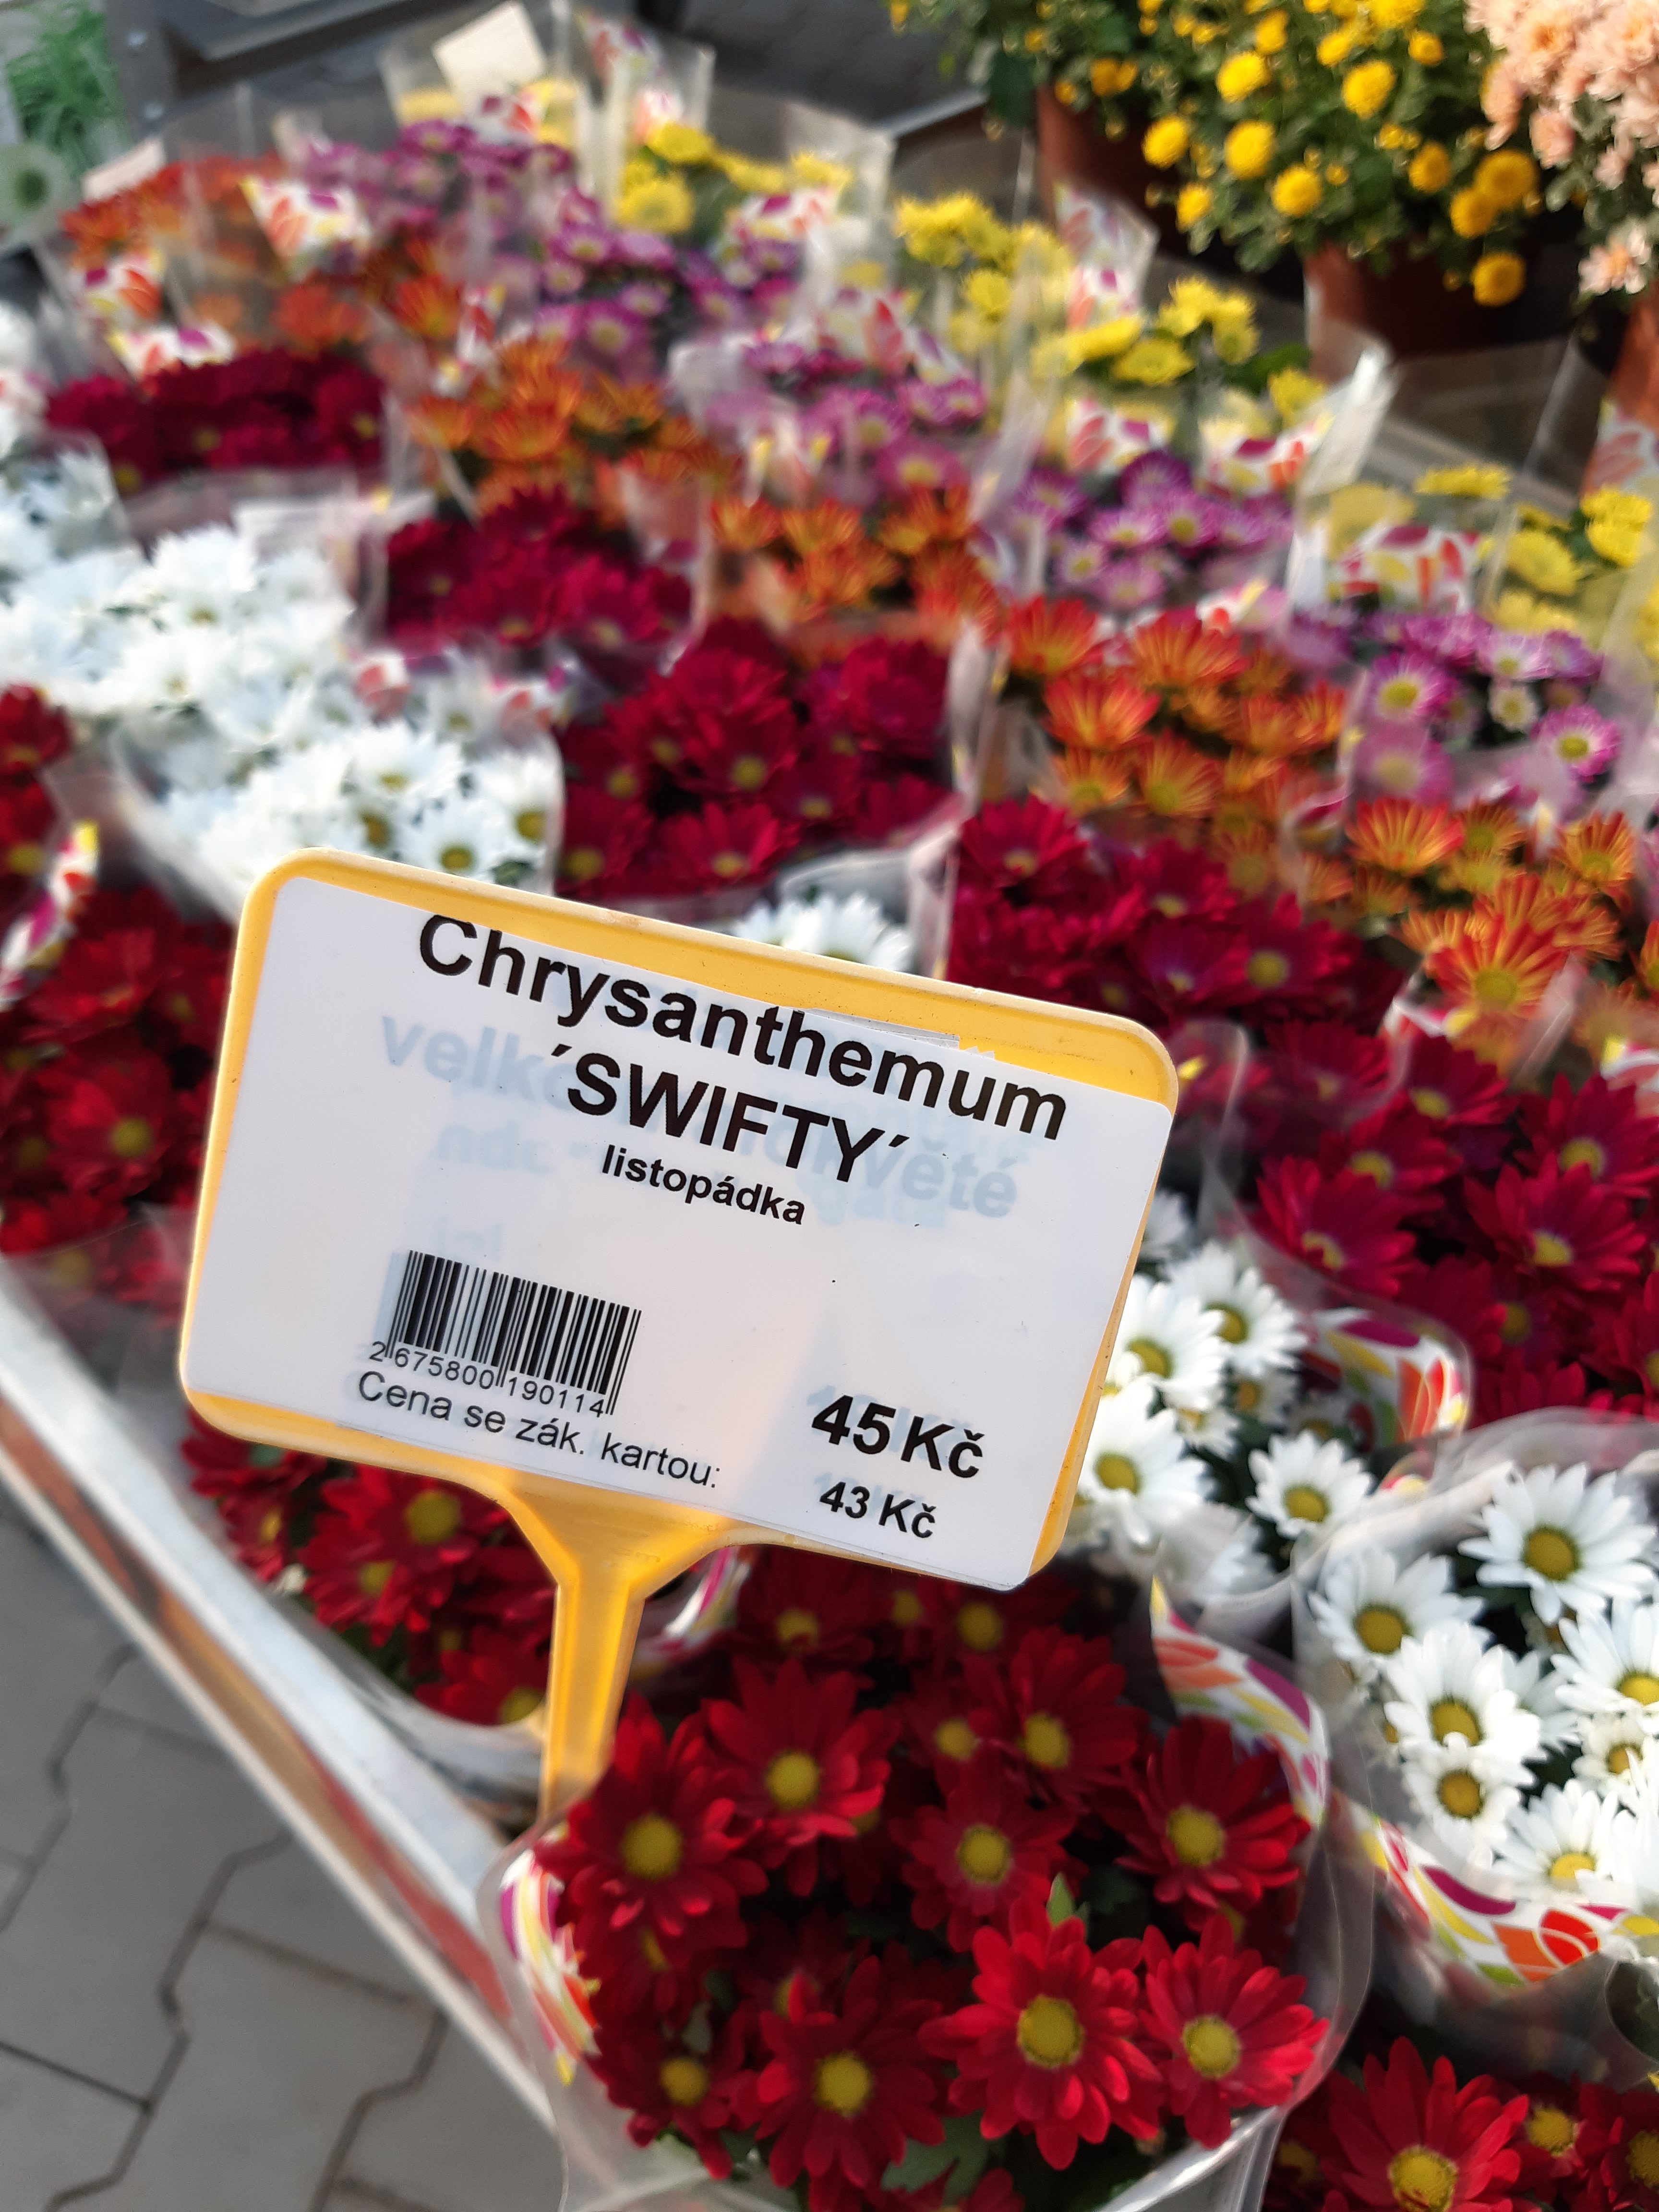 Chrysanthemum
´SWIFTY´
listopádka
2 675800 190114
Cena se zák. kartou:
45 Kč
43 Kč